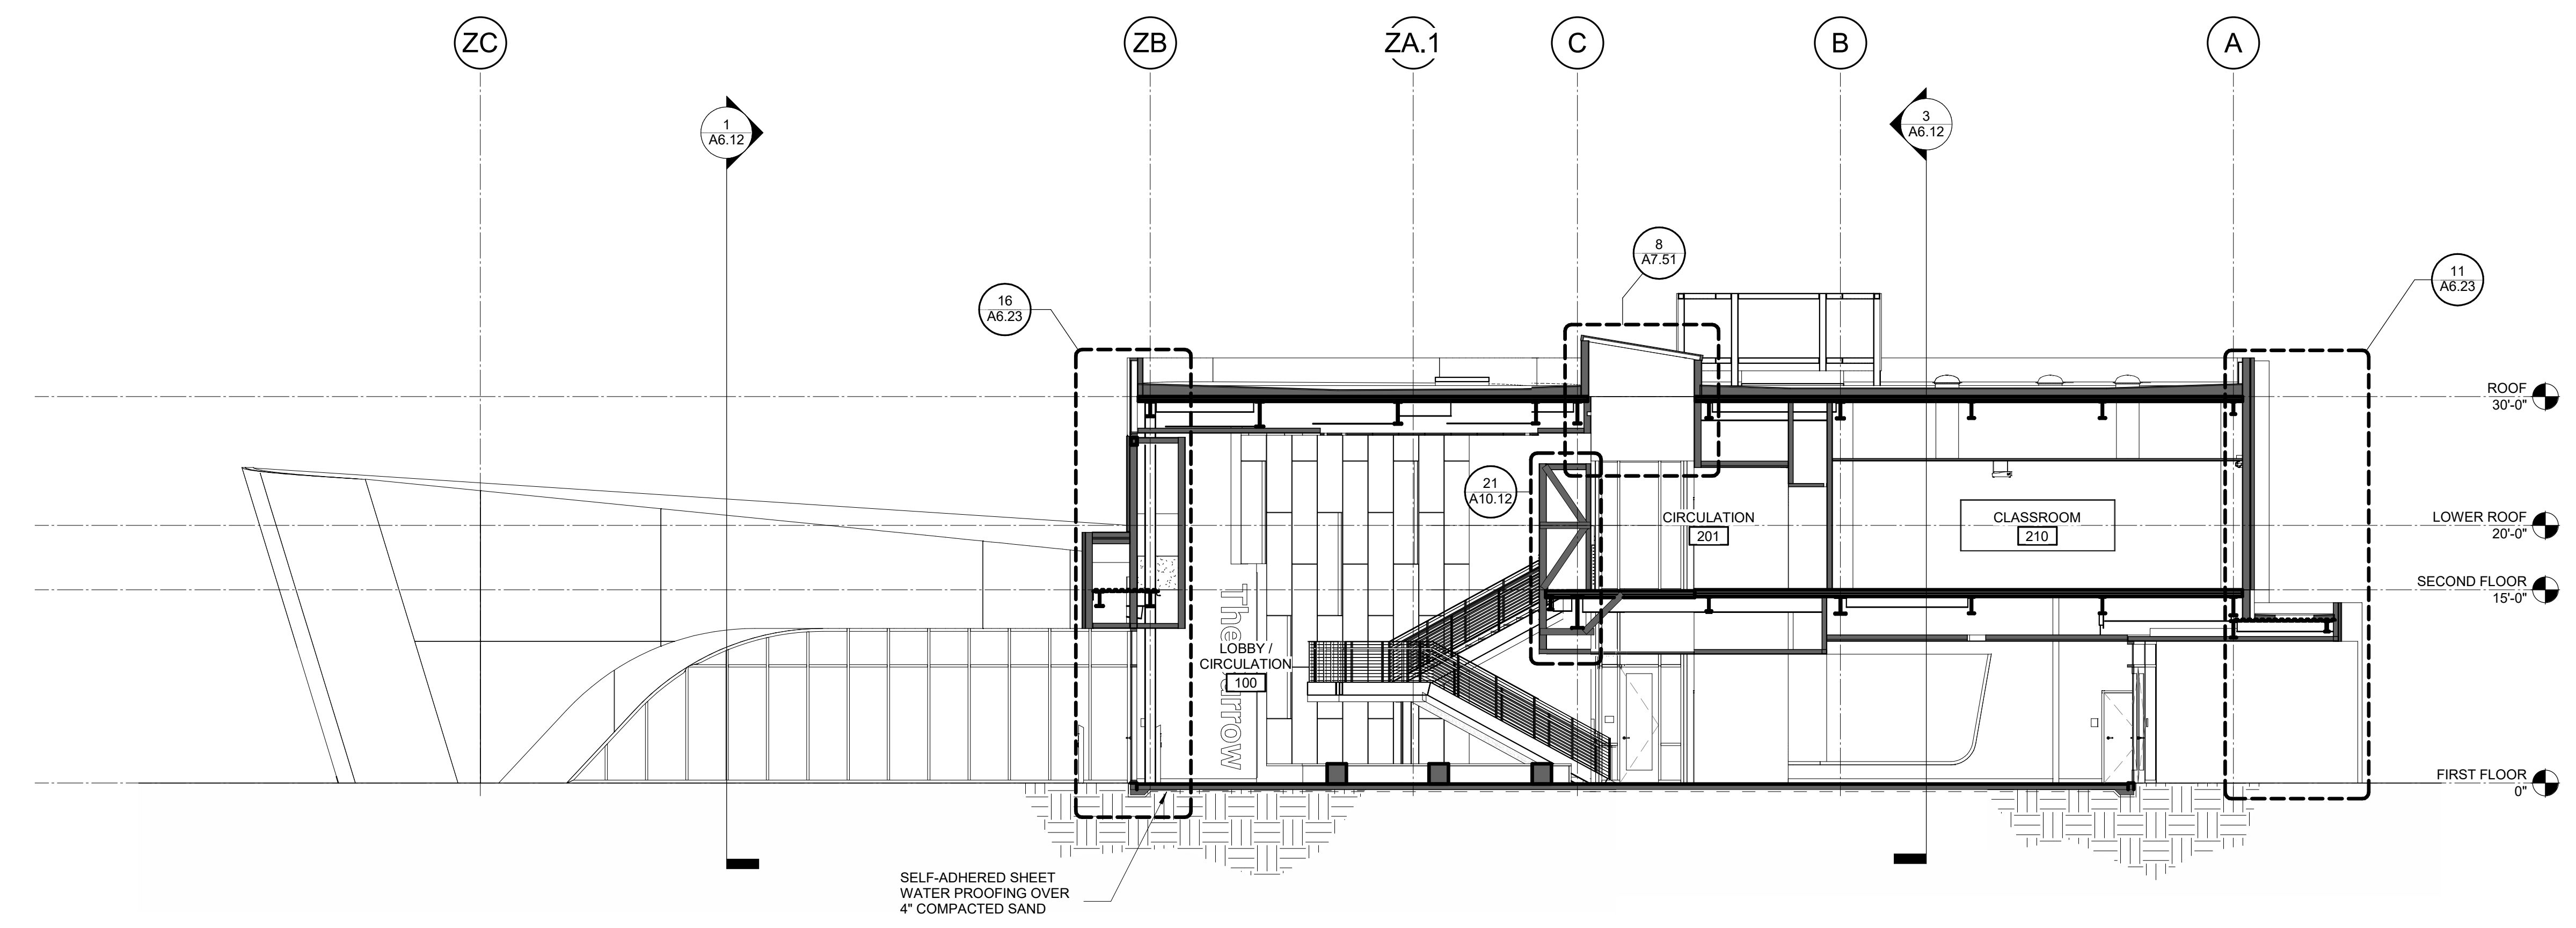 ZC
ZB
ZA.1
C
B
A
1
A6.12
3
A6.12
8
A7.51
11
A6.23
16
A6.23
ROOF
30'-0"
21
A10.12
CIRCULATION
201
CLASSROOM
210
LOWER ROOF
20'-0"
SECOND FLOOR
15'-0"
The
LOBBY /
CIRCULATION
100
FIRST FLOOR
0"
SELF-ADHERED SHEET
WATER PROOFING OVER
4" COMPACTED SAND